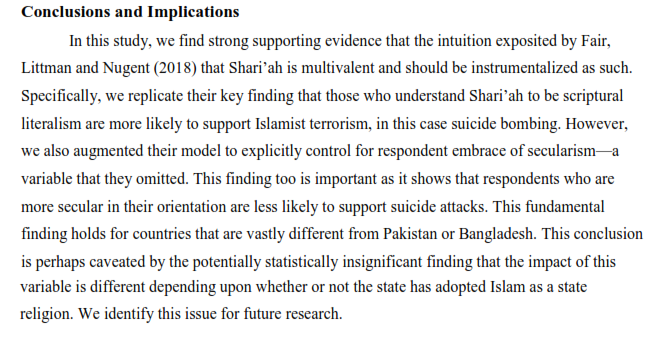 Conclusions and Implications
In this study, we find strong supporting evidence that the intuition exposited by Fair,
Littman and Nugent (2018) that Shari’ah is multivalent and should be instrumentalized as such.
Specifically, we replicate their key finding that those who understand Shari’ah to be scriptural
literalism are more likely to support Islamist terrorism, in this case suicide bombing. However,
we also augmented their model to explicitly control for respondent embrace of secularism—a
variable that they omitted. This finding too is important as it shows that respondents who are
more secular in their orientation are less likely to support suicide attacks. This fundamental
finding holds for countries that are vastly different from Pakistan or Bangladesh. This conclusion
is perhaps caveated by the potentially statistically insignificant finding that the impact of this
variable is different depending upon whether or not the state has adopted Islam as a state
religion. We identify this issue for future research.